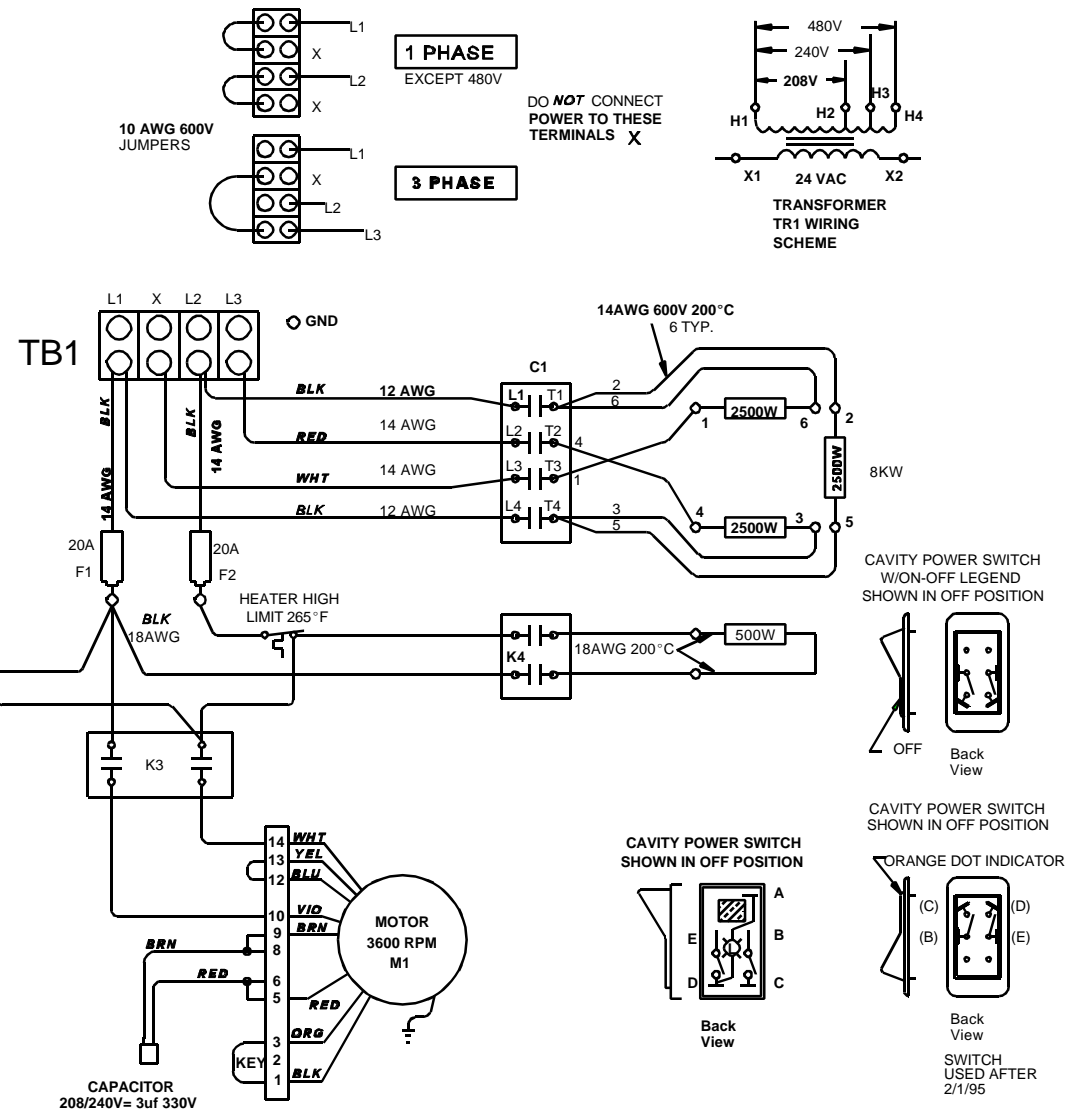 L1
X
L2
X
1 PHASE
EXCEPT 480V
10 AWG 600V
JUMPERS
L1
X
L2
L3
3 PHASE
DO NOT CONNECT
POWER TO THESE
TERMINALS X
480V
240V
208V
H1
H2
H3
H4
X1
24 VAC
X2
TRANSFORMER
TR1 WIRING
SCHEME
L1 X L2 L3
GND
TB1
BLK
14 AWG
BLK
14 AWG
BLK 12 AWG
RED 14 AWG
WHT 14 AWG
BLK 12 AWG
14AWG 600V 200°C
6 TYP.
C1
L1 T1
L2 T2
L3 T3
L4 T4
2
6
4
1
3
5
1
2500W
6
2
2500W
8KW
4
2500W
3
5
20A
F1
20A
F2
BLK
18AWG
HEATER HIGH
LIMIT 265°F
K4
18AWG 200°C
500W
K3
CAVITY POWER SWITCH
W/ON-OFF LEGEND
SHOWN IN OFF POSITION
OFF
Back
View
14 WHT
13 YEL
12 BLU
10 VIO
9 BRN
8
6
5 RED
3 ORG
2
1 BLK
KEY
BRN
RED
MOTOR
3600 RPM
M1
CAPACITOR
208/240V= 3uf 330V
CAVITY POWER SWITCH
SHOWN IN OFF POSITION
A
B
C
D
E
Back
View
CAVITY POWER SWITCH
SHOWN IN OFF POSITION
ORANGE DOT INDICATOR
(C) (D)
(B) (E)
Back
View
SWITCH
USED AFTER
2/1/95